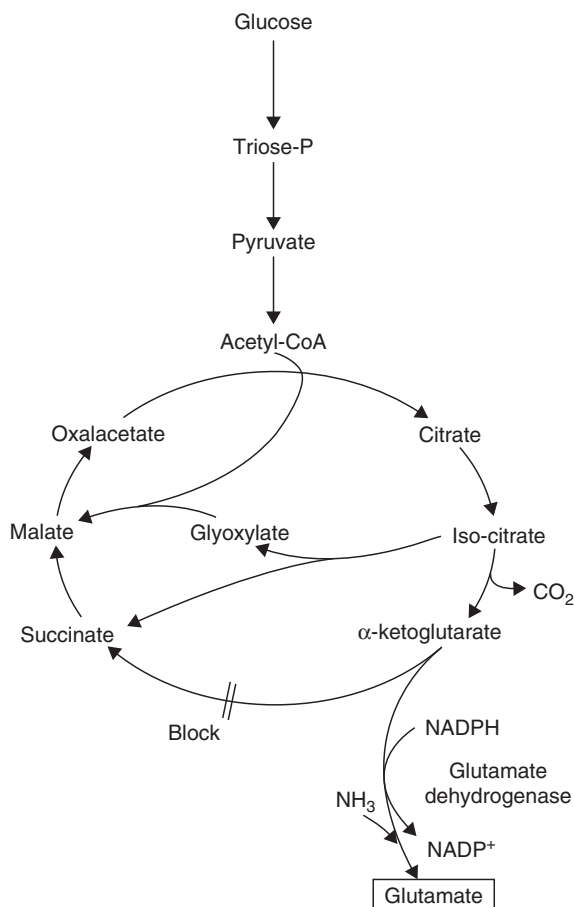 Glucose
Triose-P
Pyruvate
Acetyl-CoA
Oxalacetate
Citrate
Malate
Glyoxylate
Iso-citrate
CO₂
Succinate
α-ketoglutarate
Block
NADPH
Glutamate
dehydrogenase
NH₃
NADP⁺
Glutamate